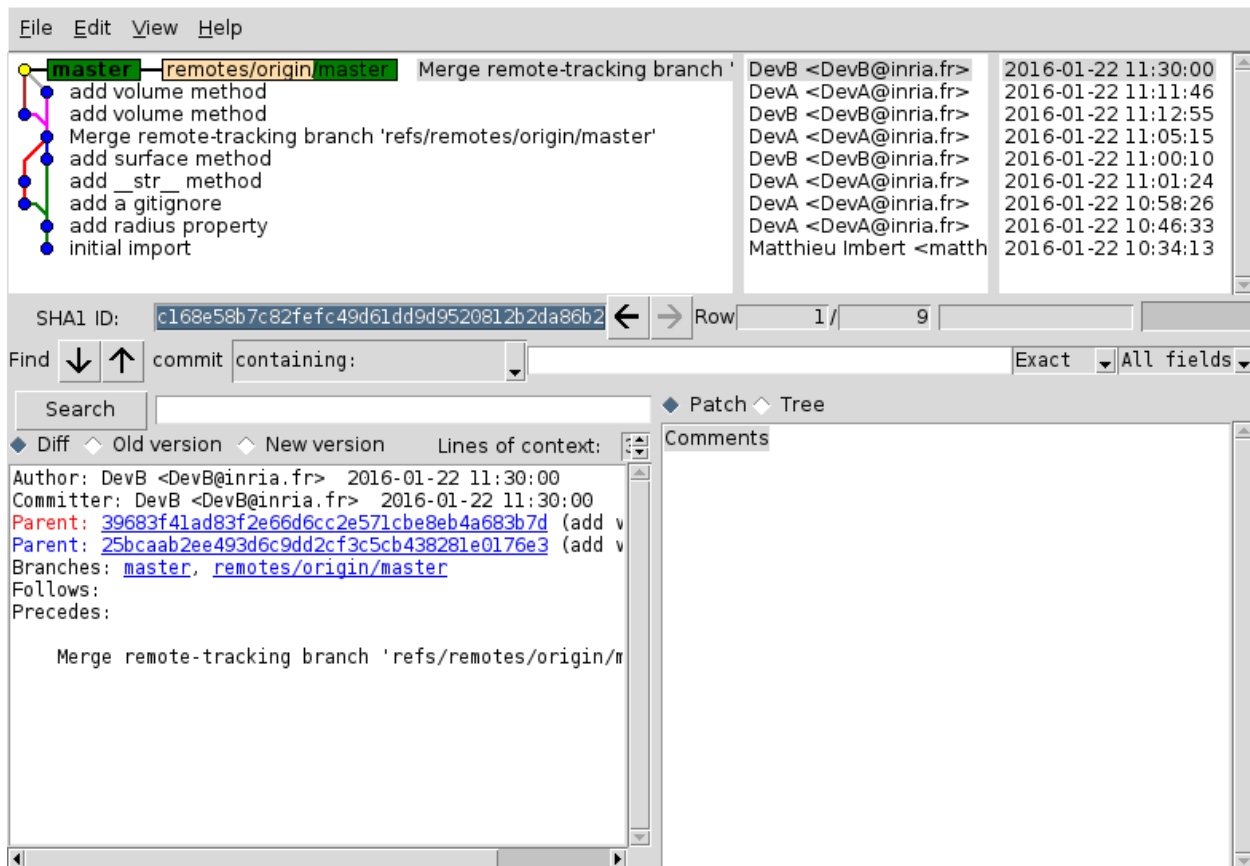 File Edit View Help
master remotes/origin/master Merge remote-tracking branch ' DevB <DevB@inria.fr> 2016-01-22 11:30:00
add volume method DevA <DevA@inria.fr> 2016-01-22 11:11:46
add volume method DevB <DevB@inria.fr> 2016-01-22 11:12:55
Merge remote-tracking branch 'refs/remotes/origin/master' DevA <DevA@inria.fr> 2016-01-22 11:05:15
add surface method DevB <DevB@inria.fr> 2016-01-22 11:00:10
add __str__ method DevA <DevA@inria.fr> 2016-01-22 11:01:24
add a gitignore DevA <DevA@inria.fr> 2016-01-22 10:58:26
add radius property DevA <DevA@inria.fr> 2016-01-22 10:46:33
initial import Matthieu Imbert <matth 2016-01-22 10:34:13
SHA1 ID: c168e58b7c82fefc49d61dd9d9520812b2da86b2 Row 1/ 9
Find commit containing: Exact All fields
Search Patch Tree
Diff Old version New version Lines of context: 3
Comments
Author: DevB <DevB@inria.fr> 2016-01-22 11:30:00
Committer: DevB <DevB@inria.fr> 2016-01-22 11:30:00
Parent: 39683f41ad83f2e66d6cc2e571cbe8eb4a683b7d (add v
Parent: 25bcaab2ee493d6c9dd2cf3c5cb438281e0176e3 (add v
Branches: master, remotes/origin/master
Follows:
Precedes:
Merge remote-tracking branch 'refs/remotes/origin/m